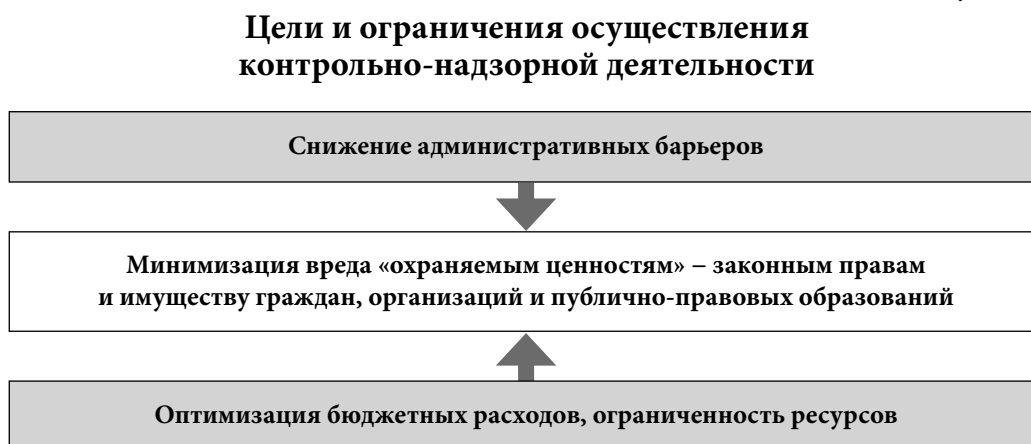 Цели и ограничения осуществления
контрольно-надзорной деятельности
Снижение административных барьеров
Минимизация вреда «охраняемым ценностям» – законным правам
и имуществу граждан, организаций и публично-правовых образований
Оптимизация бюджетных расходов, ограниченность ресурсов